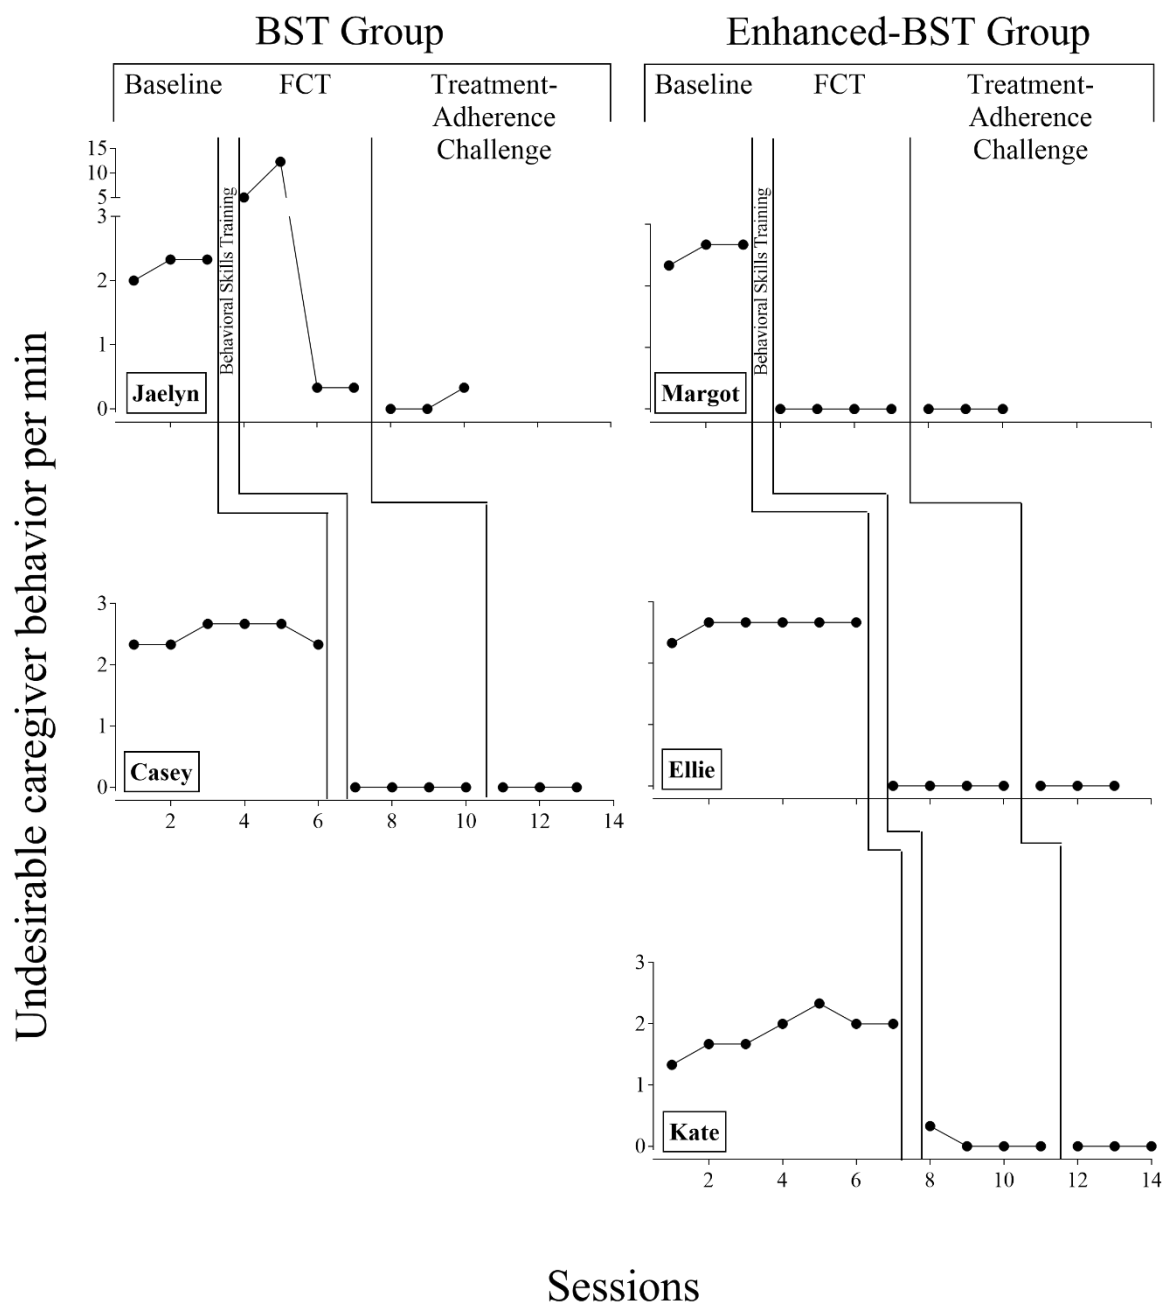 BST Group
Enhanced-BST Group
Baseline
FCT
Treatment-
Adherence
Challenge
Baseline
FCT
Treatment-
Adherence
Challenge
Undesirable caregiver behavior per min
15
10
5
3
2
1
0
Behavioral Skills Training
Jaelyn
Behavioral Skills Training
Margot
3
2
1
0
Casey
2 4 6 8 10 12 14
Ellie
3
2
1
0
Kate
2 4 6 8 10 12 14
Sessions